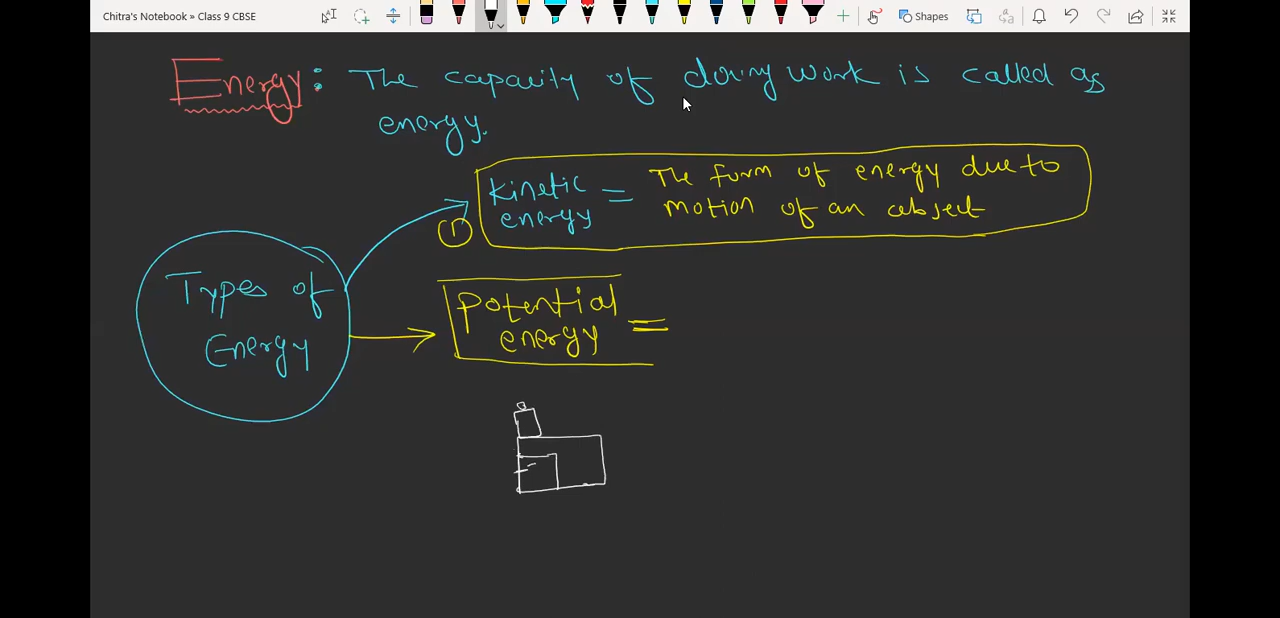 Chitra's Notebook » Class 9 CBSE
Shapes
Energy: The capacity of doing work is called as
energy.
Kinetic energy = The form of energy due to
motion of an object
①
Types of
Energy
Potential
energy =